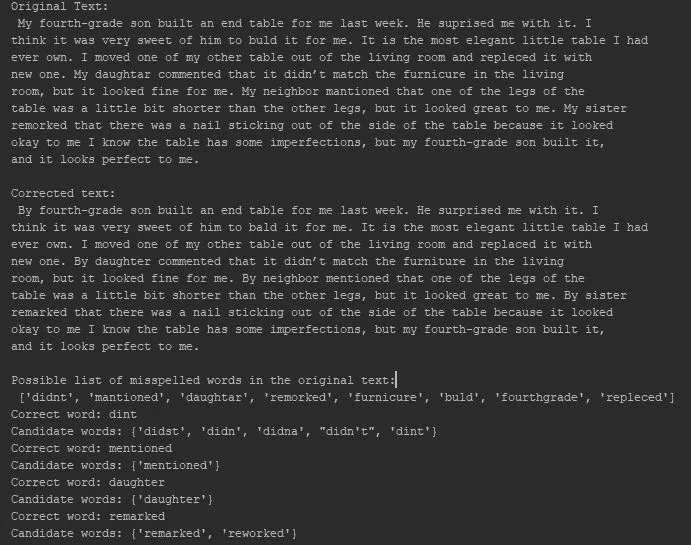 Original Text:
My fourth-grade son built an end table for me last week. He suprised me with it. I
think it was very sweet of him to buld it for me. It is the most elegant little table I had
ever own. I moved one of my other table out of the living room and repleced it with
new one. My daughtar commented that it didn’t match the furnicure in the living
room, but it looked fine for me. My neighbor mantioned that one of the legs of the
table was a little bit shorter than the other legs, but it looked great to me. My sister
remorked that there was a nail sticking out of the side of the table because it looked
okay to me I know the table has some imperfections, but my fourth-grade son built it,
and it looks perfect to me.
Corrected text:
By fourth-grade son built an end table for me last week. He surprised me with it. I
think it was very sweet of him to bald it for me. It is the most elegant little table I had
ever own. I moved one of my other table out of the living room and replaced it with
new one. By daughter commented that it didn’t match the furniture in the living
room, but it looked fine for me. By neighbor mentioned that one of the legs of the
table was a little bit shorter than the other legs, but it looked great to me. By sister
remarked that there was a nail sticking out of the side of the table because it looked
okay to me I know the table has some imperfections, but my fourth-grade son built it,
and it looks perfect to me.
Possible list of misspelled words in the original text:
['didnt', 'mantioned', 'daughtar', 'remorked', 'furnicure', 'buld', 'fourthgrade', 'repleced']
Correct word: dint
Candidate words: {'didst', 'didn', 'didna', "didn't", 'dint'}
Correct word: mentioned
Candidate words: {'mentioned'}
Correct word: daughter
Candidate words: {'daughter'}
Correct word: remarked
Candidate words: {'remarked', 'reworked'}